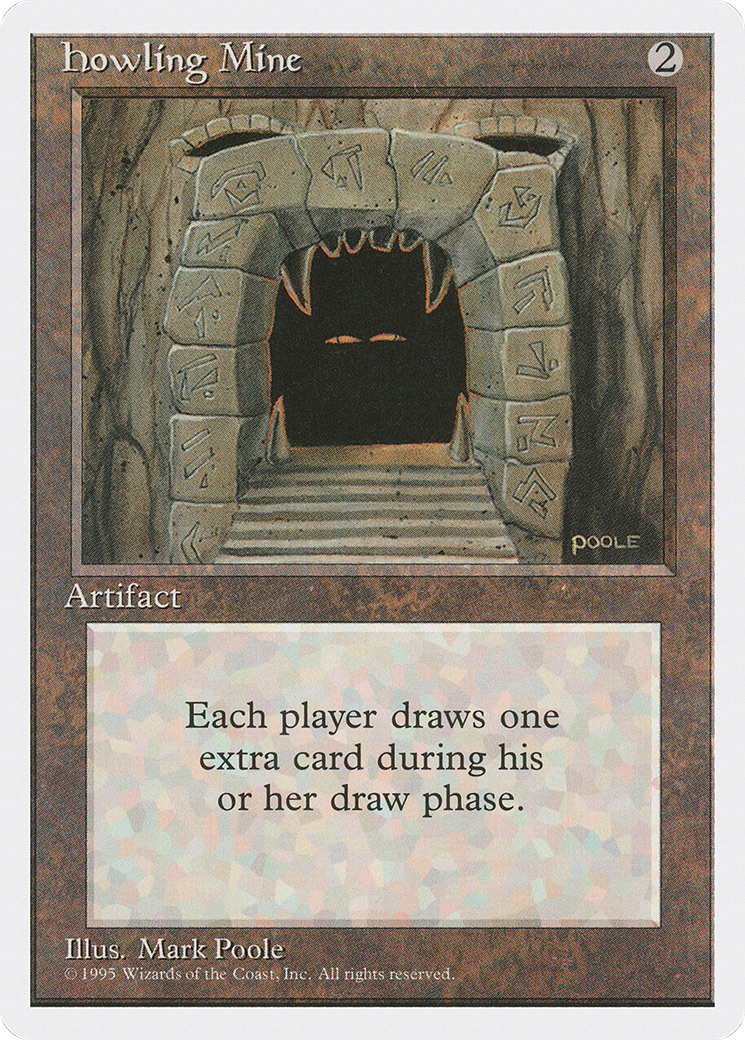 Howling Mine
2
POOLE
Artifact
Each player draws one
extra card during his
or her draw phase.
Illus. Mark Poole
© 1995 Wizards of the Coast, Inc. All rights reserved.